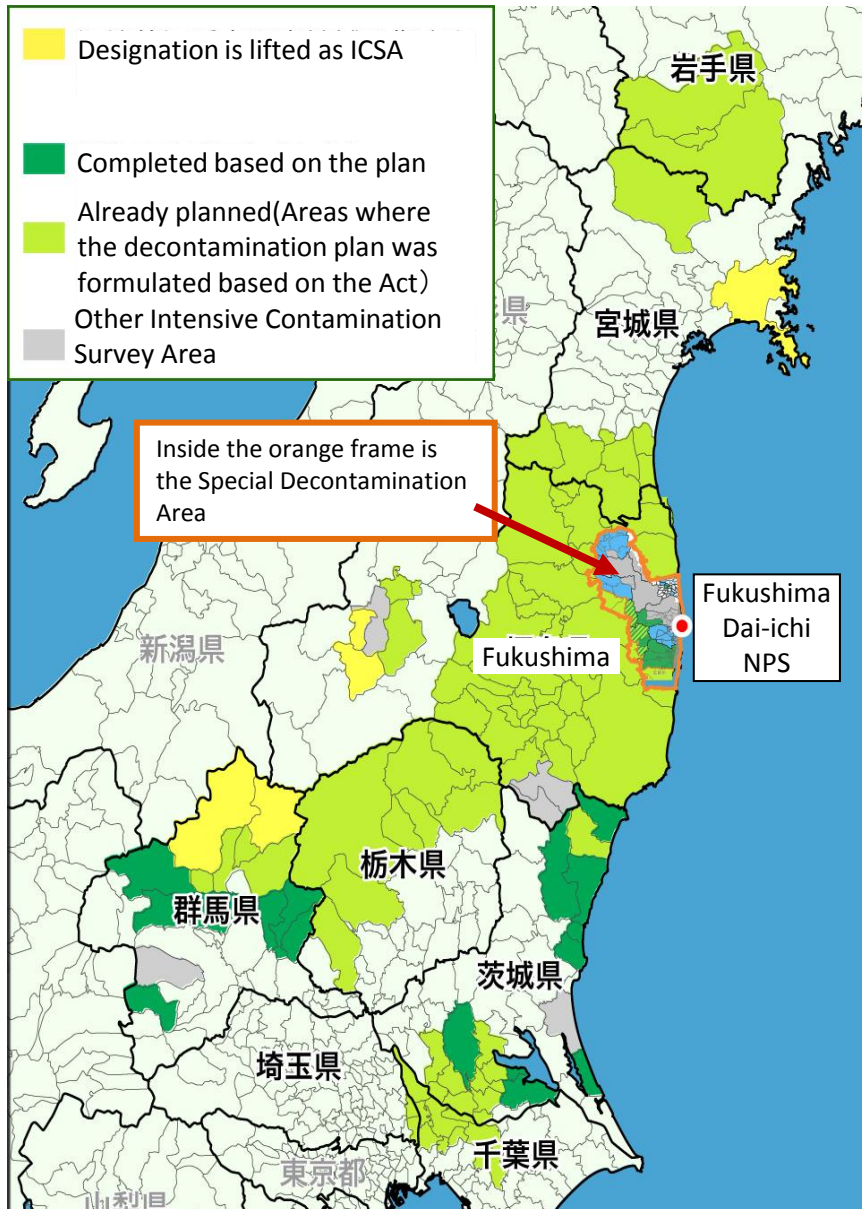 Designation is lifted as ICSA
Completed based on the plan
Already planned(Areas where
the decontamination plan was
formulated based on the Act）
Other Intensive Contamination
Survey Area
岩手県
宮城県
Inside the orange frame is
the Special Decontamination
Area
Fukushima
Dai-ichi
NPS
新潟県
Fukushima
栃木県
群馬県
茨城県
埼玉県
千葉県
東京都
山梨県